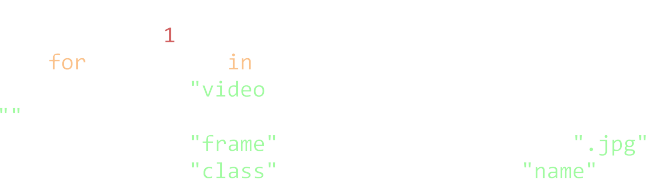 1
for in
"video
""
"frame" ".jpg"
"class" "name"